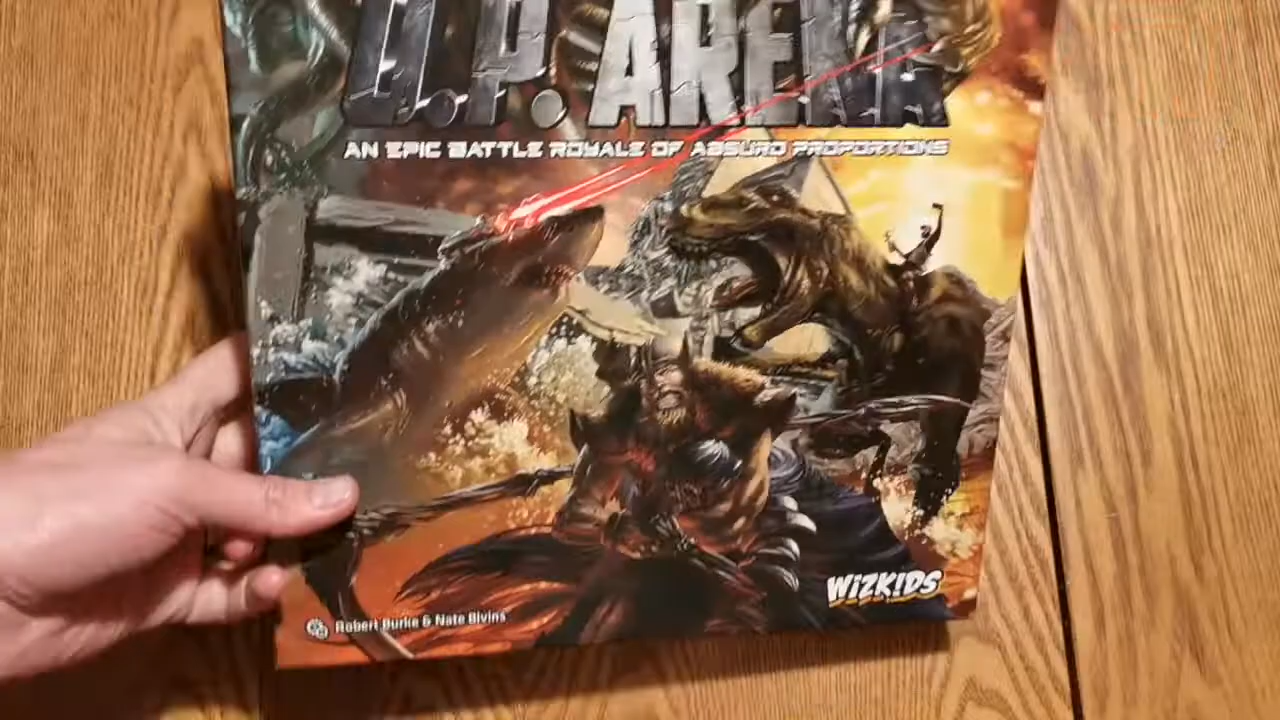 O.P. ARENA
AN EPIC BATTLE ROYALE OF ABSURD PROPORTIONS
WIZKIDS
Robert Burke & Nate Bivins